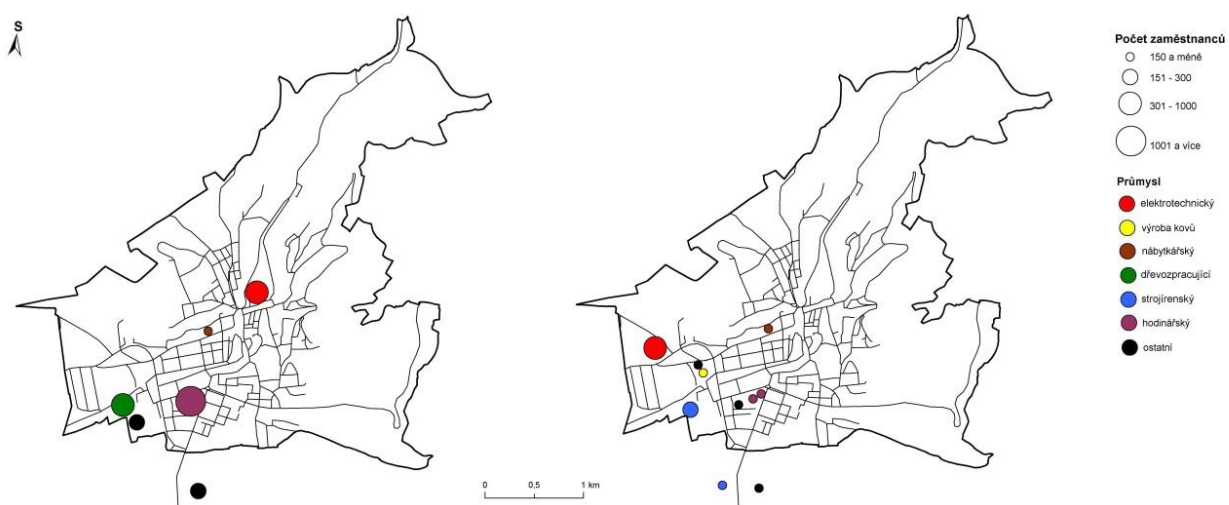 S
Počet zaměstnanců
150 a méně
151 - 300
301 - 1000
1001 a více
Průmysl
elektrotechnický
výroba kovů
nábytkářský
dřevozpracující
strojírenský
hodinářský
ostatní
0 0,5 1 km